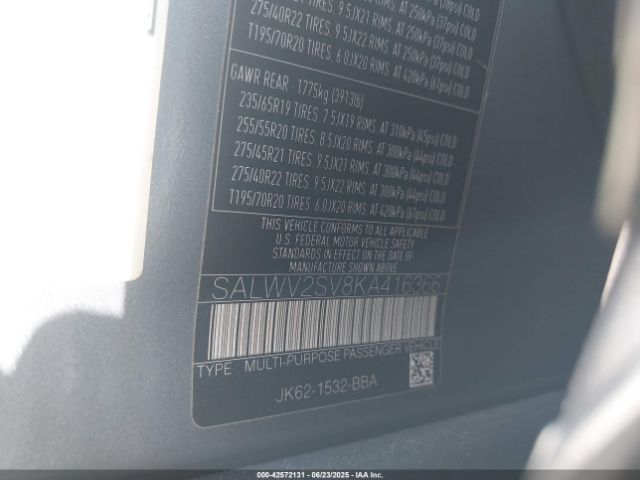 275/45R21 TIRES, 9.5JX21 RIMS, AT 250kPa (37psi) COLD
275/40R22 TIRES, 9.5JX22 RIMS, AT 250kPa (37psi) COLD
T195/70R20 TIRES, 6.0JX20 RIMS, AT 420kPa (61psi) COLD
GAWR REAR : 1775kg (3913lb)
235/65R19 TIRES, 7.5JX19 RIMS, AT 310kPa (45psi) COLD
255/55R20 TIRES, 8.5JX20 RIMS, AT 300kPa (44psi) COLD
275/45R21 TIRES, 9.5JX21 RIMS, AT 300kPa (44psi) COLD
275/40R22 TIRES, 9.5JX22 RIMS, AT 300kPa (44psi) COLD
T195/70R20 TIRES, 6.0JX20 RIMS, AT 420kPa (61psi) COLD
THIS VEHICLE CONFORMS TO ALL APPLICABLE
U.S. FEDERAL MOTOR VEHICLE SAFETY
STANDARDS IN EFFECT ON THE DATE OF
MANUFACTURE SHOWN ABOVE
SALWV2SV8KA416366
TYPE : MULTI-PURPOSE PASSENGER VEHICLE
JK62-1532-BBA
000-42572131 - 06/23/2025 - IAA Inc.